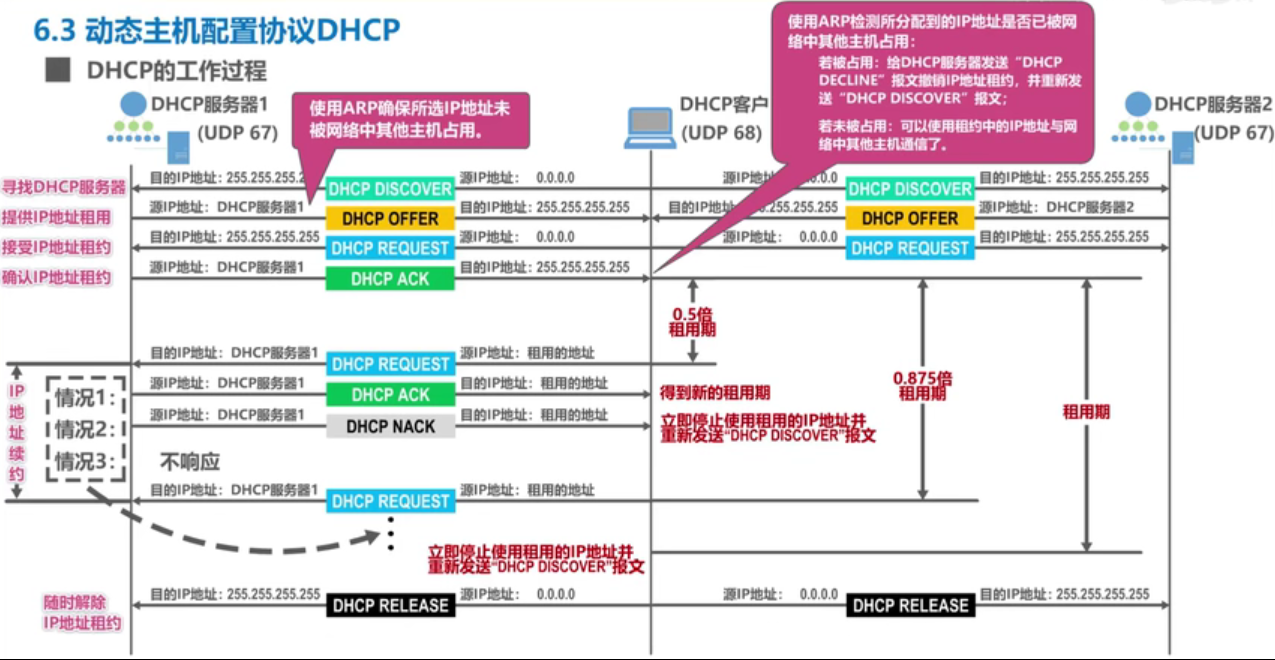 6.3 动态主机配置协议DHCP
DHCP的工作过程
使用ARP检测所分配到的IP地址是否已被网
络中其他主机占用：
若被占用：给DHCP服务器发送“DHCP
DECLINE”报文撤销IP地址租约，并重新发
送“DHCP DISCOVER”报文；
若未被占用：可以使用租约中的IP地址与网
络中其他主机通信了。
DHCP服务器1
(UDP 67)
使用ARP确保所选IP地址未
被网络中其他主机占用。
DHCP客户
(UDP 68)
DHCP服务器2
(UDP 67)
寻找DHCP服务器
目的IP地址：255.255.255.2
DHCP DISCOVER
源IP地址： 0.0.0.0
.0.0.0
DHCP DISCOVER
目的IP地址：255.255.255.255
提供IP地址租用
源IP地址：DHCP服务器1
DHCP OFFER
目的IP地址：255.255.255.255
目的IP地址 55.255.255.255
DHCP OFFER
源IP地址：DHCP服务器2
接受IP地址租约
目的IP地址：255.255.255.255
DHCP REQUEST
源IP地址： 0.0.0.0
源IP地址： 0.0.0.0
DHCP REQUEST
目的IP地址：255.255.255.255
确认IP地址租约
源IP地址：DHCP服务器1
DHCP ACK
目的IP地址：255.255.255.255
0.5倍
租用期
0.875倍
租用期
租用期
IP
地
址
续
约
目的IP地址：DHCP服务器1
DHCP REQUEST
源IP地址：租用的地址
情况1：
源IP地址：DHCP服务器1
DHCP ACK
目的IP地址：租用的地址
得到新的租用期
情况2：
源IP地址：DHCP服务器1
DHCP NACK
目的IP地址：租用的地址
立即停止使用租用的IP地址并
重新发送“DHCP DISCOVER”报文
情况3：
不响应
目的IP地址：DHCP服务器1
DHCP REQUEST
源IP地址：租用的地址
立即停止使用租用的IP地址并
重新发送“DHCP DISCOVER”报文
随时解除
IP地址租约
目的IP地址：255.255.255.255
DHCP RELEASE
源IP地址： 0.0.0.0
源IP地址： 0.0.0.0
DHCP RELEASE
目的IP地址：255.255.255.255